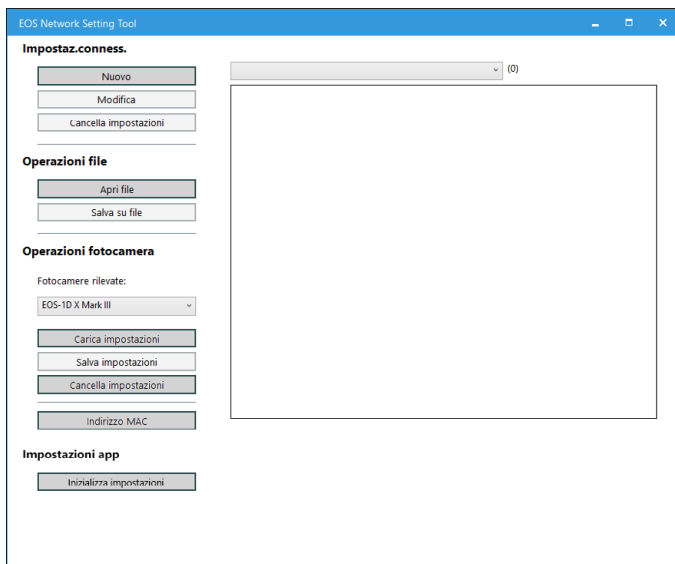 EOS Network Setting Tool
Impostaz.conness.
Nuovo
(0)
Modifica
Cancella impostazioni
Operazioni file
Apri file
Salva su file
Operazioni fotocamera
Fotocamere rilevate:
EOS-1D X Mark III
Carica impostazioni
Salva impostazioni
Cancella impostazioni
Indirizzo MAC
Impostazioni app
Inizializza impostazioni